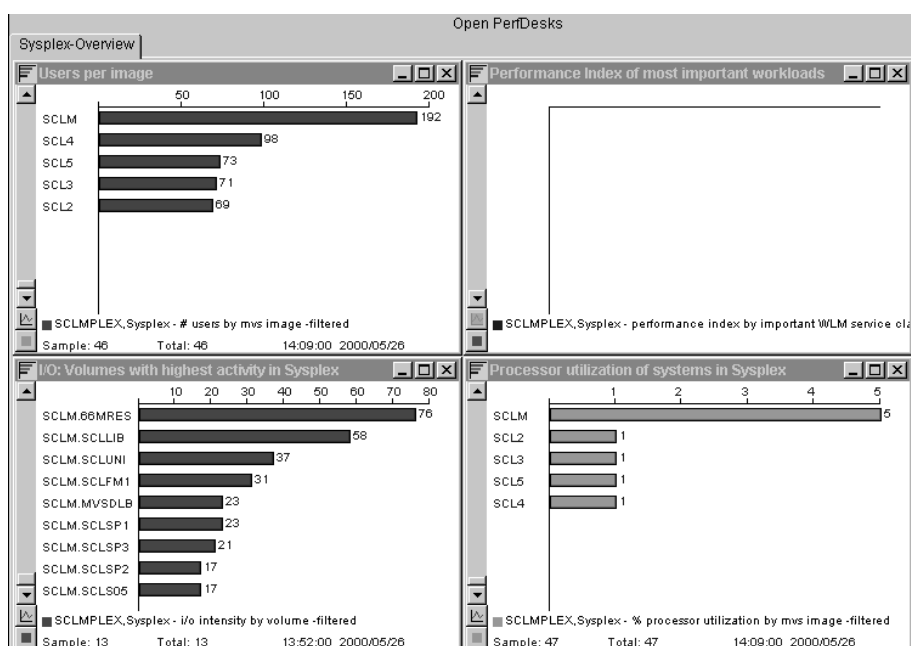 Open PerfDesks
Sysplex-Overview
Users per image
50 100 150 200
SCLM 192
SCL4 98
SCL5 73
SCL3 71
SCL2 69
SCLMPLEX,Sysplex - # users by mvs image -filtered
Sample: 46 Total: 46 14:09:00 2000/05/26
Performance Index of most important workloads
SCLMPLEX,Sysplex - performance index by important WLM service cla
I/O: Volumes with highest activity in Sysplex
10 20 30 40 50 60 70 80
SCLM.66MRES 76
SCLM.SCLLIB 58
SCLM.SCLUNI 37
SCLM.SCLFM1 31
SCLM.MVSDLB 23
SCLM.SCLSP1 23
SCLM.SCLSP3 21
SCLM.SCLSP2 17
SCLM.SCLS05 17
SCLMPLEX,Sysplex - i/o intensity by volume -filtered
Sample: 13 Total: 13 13:52:00 2000/05/26
Processor utilization of systems in Sysplex
1 2 3 4 5
SCLM 5
SCL2 1
SCL3 1
SCL5 1
SCL4 1
SCLMPLEX,Sysplex - % processor utilization by mvs image -filtered
Sample: 47 Total: 47 14:09:00 2000/05/26